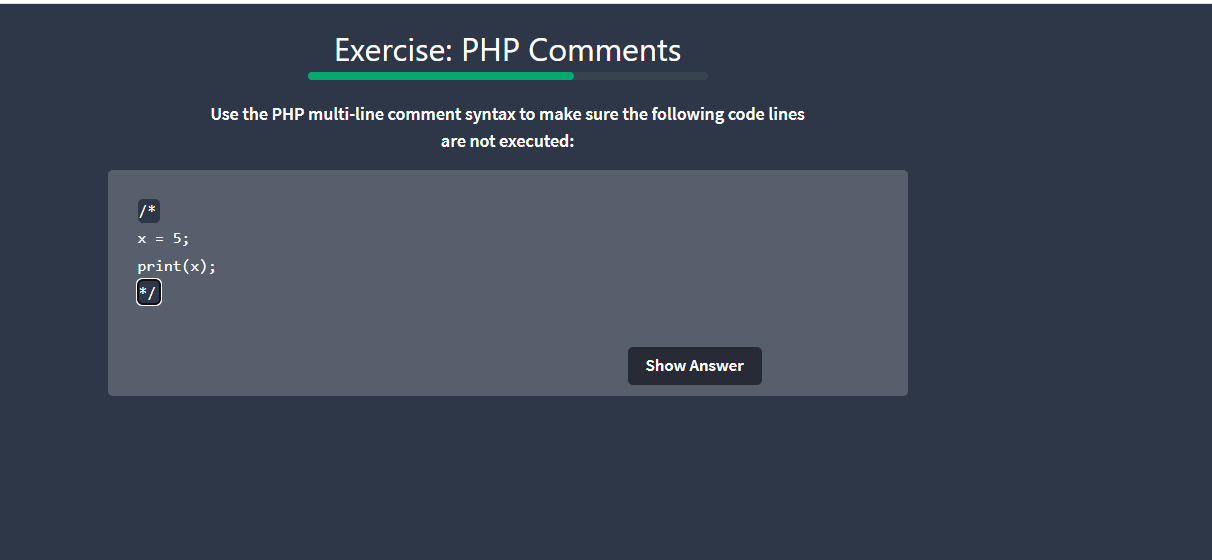 Exercise: PHP Comments
Use the PHP multi-line comment syntax to make sure the following code lines
are not executed:
/*
x = 5;
print(x);
*/
Show Answer